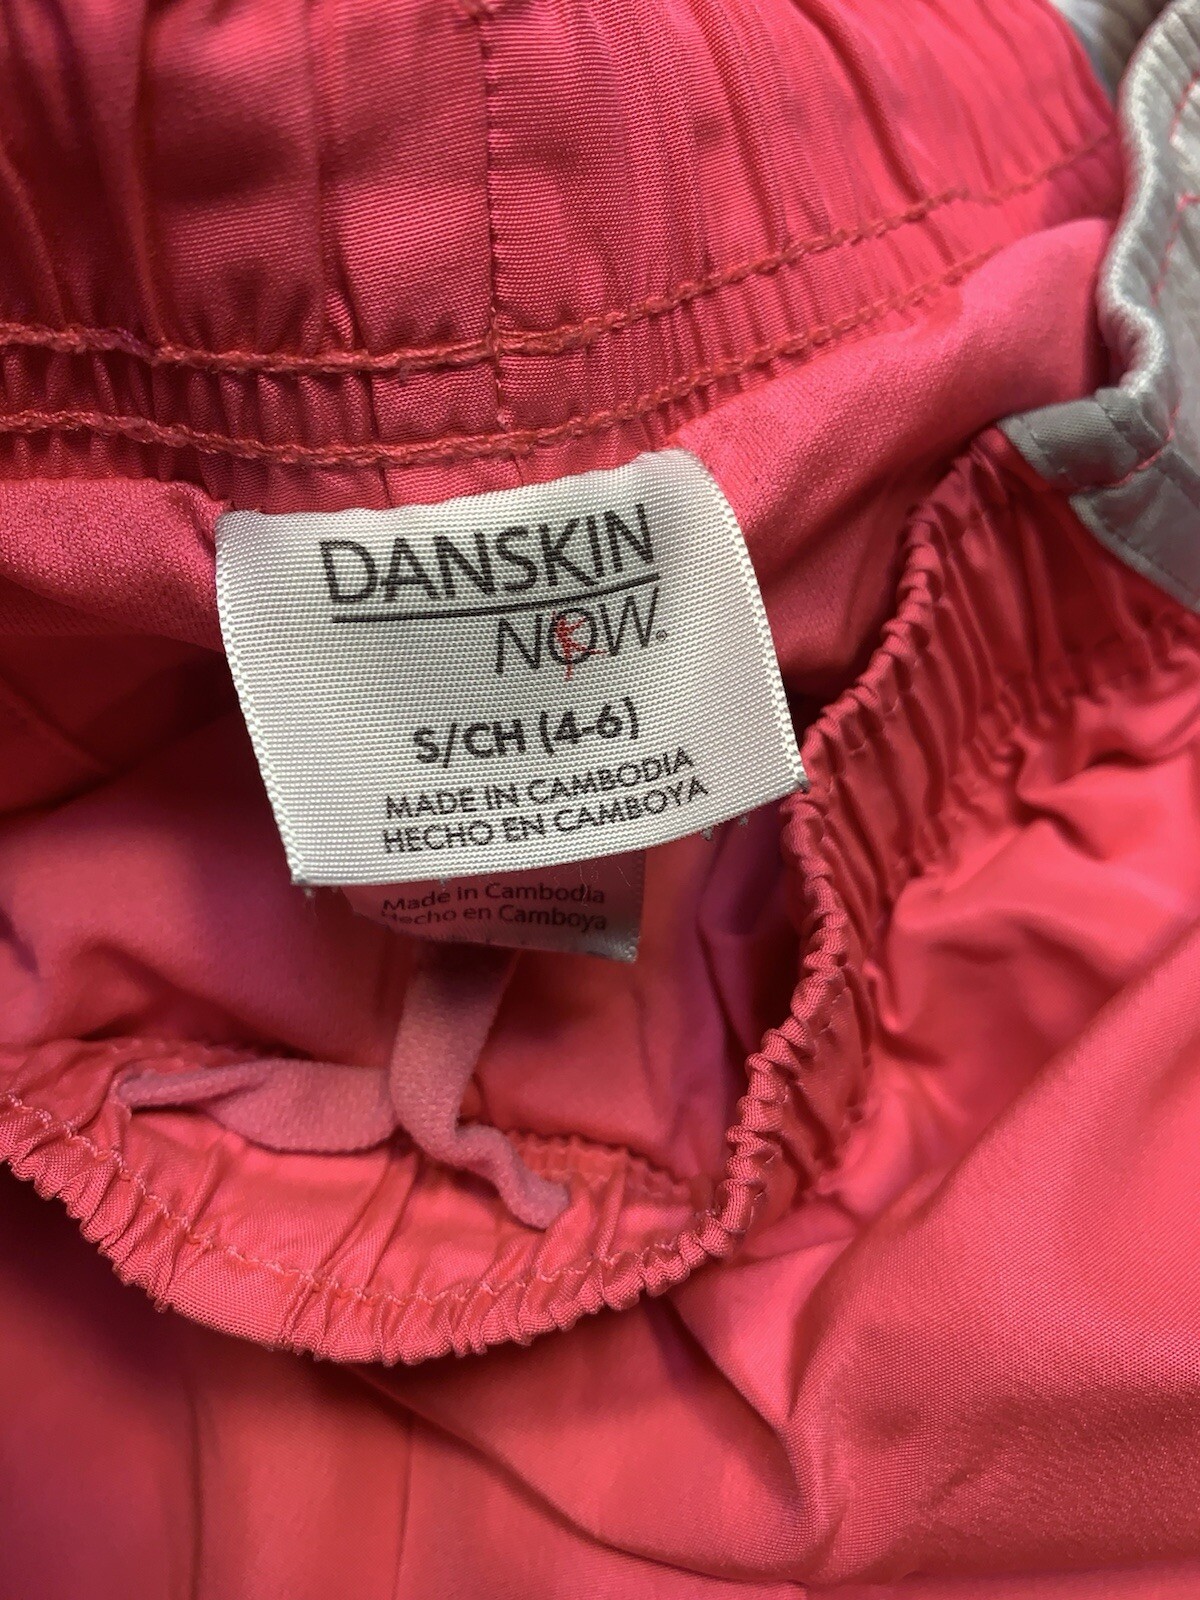 DANSKIN
NOW®
S/CH (4-6)
MADE IN CAMBODIA
HECHO EN CAMBOYA
Made in Cambodia
Hecho en Camboya